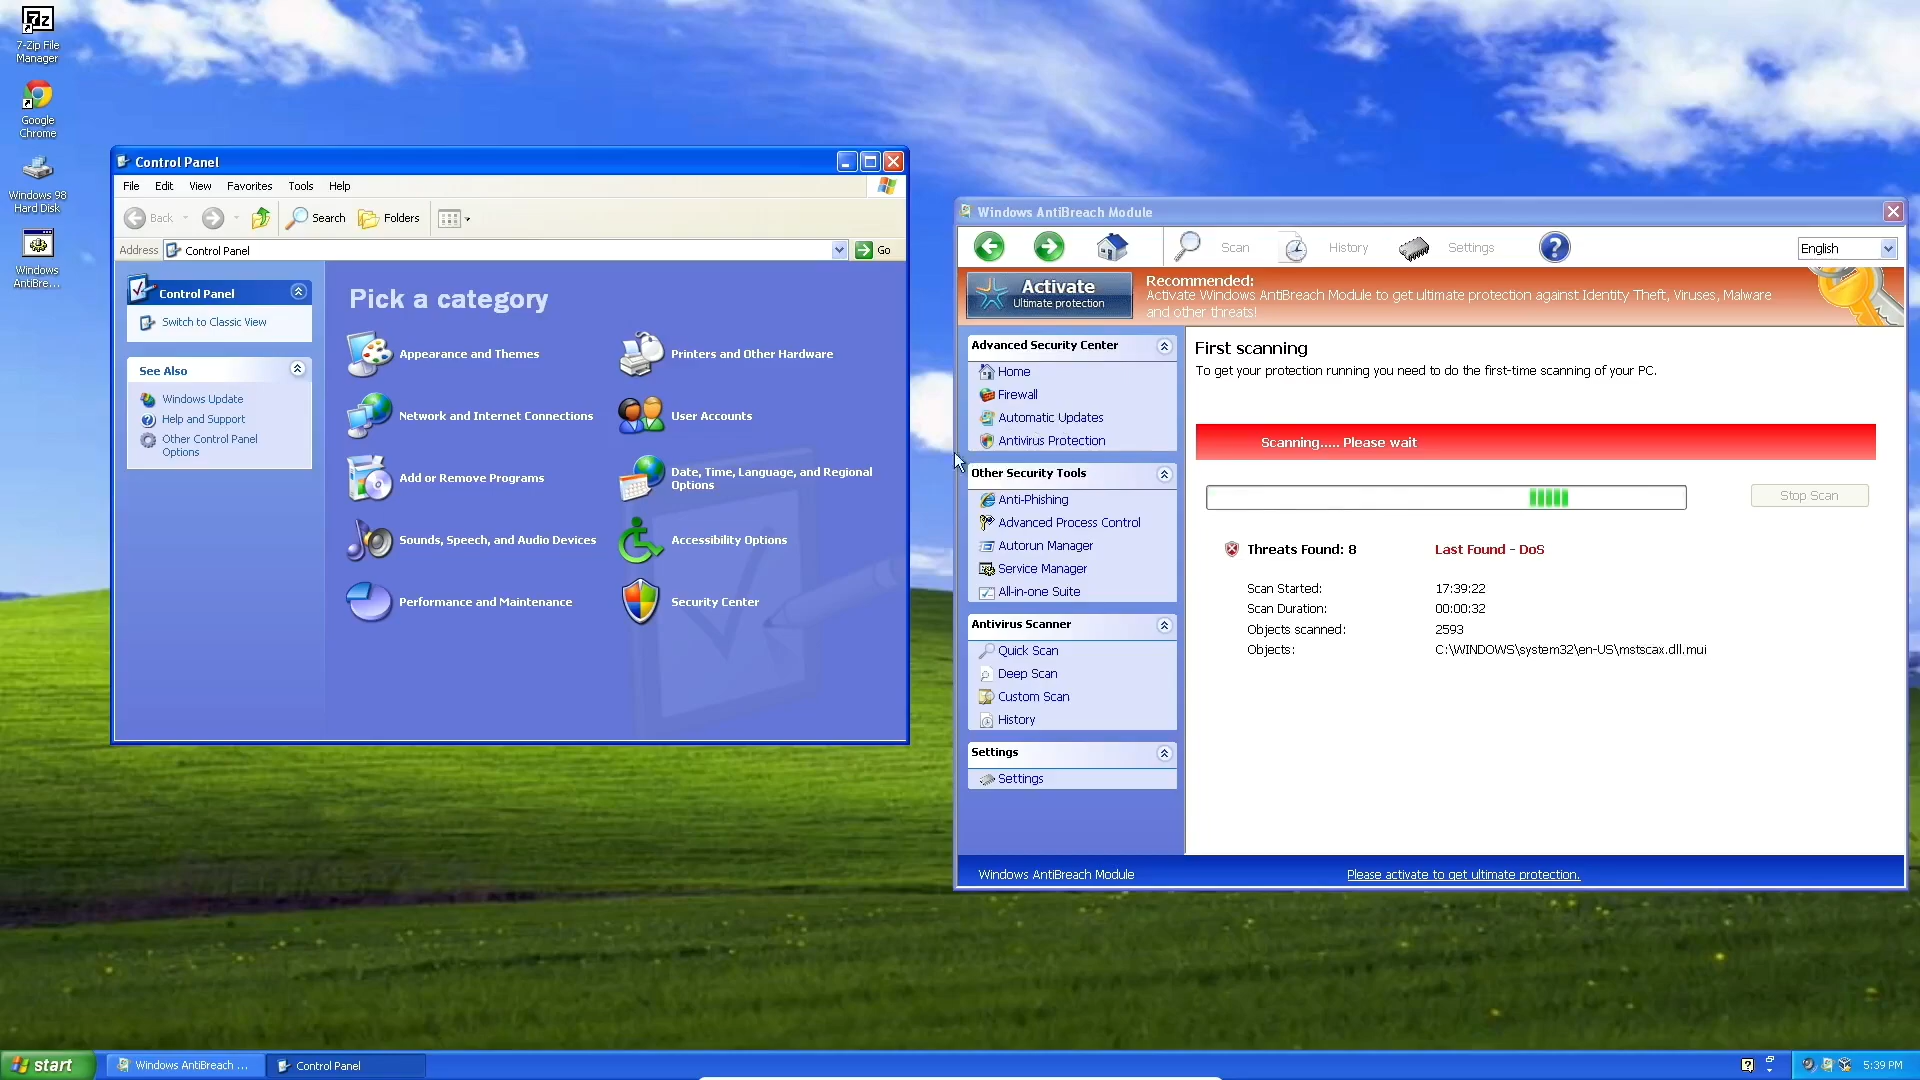 7-Zip File
Manager
Google
Chrome
Windows 98
Hard Disk
Windows
AntiBre...
Control Panel
File Edit View Favorites Tools Help
Back Search Folders
Address Control Panel Go
Control Panel
Switch to Classic View
See Also
Windows Update
Help and Support
Other Control Panel
Options
Pick a category
Appearance and Themes
Printers and Other Hardware
Network and Internet Connections
User Accounts
Add or Remove Programs
Date, Time, Language, and Regional
Options
Sounds, Speech, and Audio Devices
Accessibility Options
Performance and Maintenance
Security Center
Windows AntiBreach Module
Scan History Settings English
Activate
Ultimate protection
Recommended:
Activate Windows AntiBreach Module to get ultimate protection against Identity Theft, Viruses, Malware
and other threats!
Advanced Security Center
Home
Firewall
Automatic Updates
Antivirus Protection
Other Security Tools
Anti-Phishing
Advanced Process Control
Autorun Manager
Service Manager
All-in-one Suite
Antivirus Scanner
Quick Scan
Deep Scan
Custom Scan
History
Settings
Settings
First scanning
To get your protection running you need to do the first-time scanning of your PC.
Scanning..... Please wait
Stop Scan
Threats Found: 8 Last Found - DoS
Scan Started: 17:39:22
Scan Duration: 00:00:32
Objects scanned: 2593
Objects: C:\WINDOWS\system32\en-US\mstscax.dll.mui
Windows AntiBreach Module Please activate to get ultimate protection.
start Windows AntiBreach ... Control Panel 5:39 PM